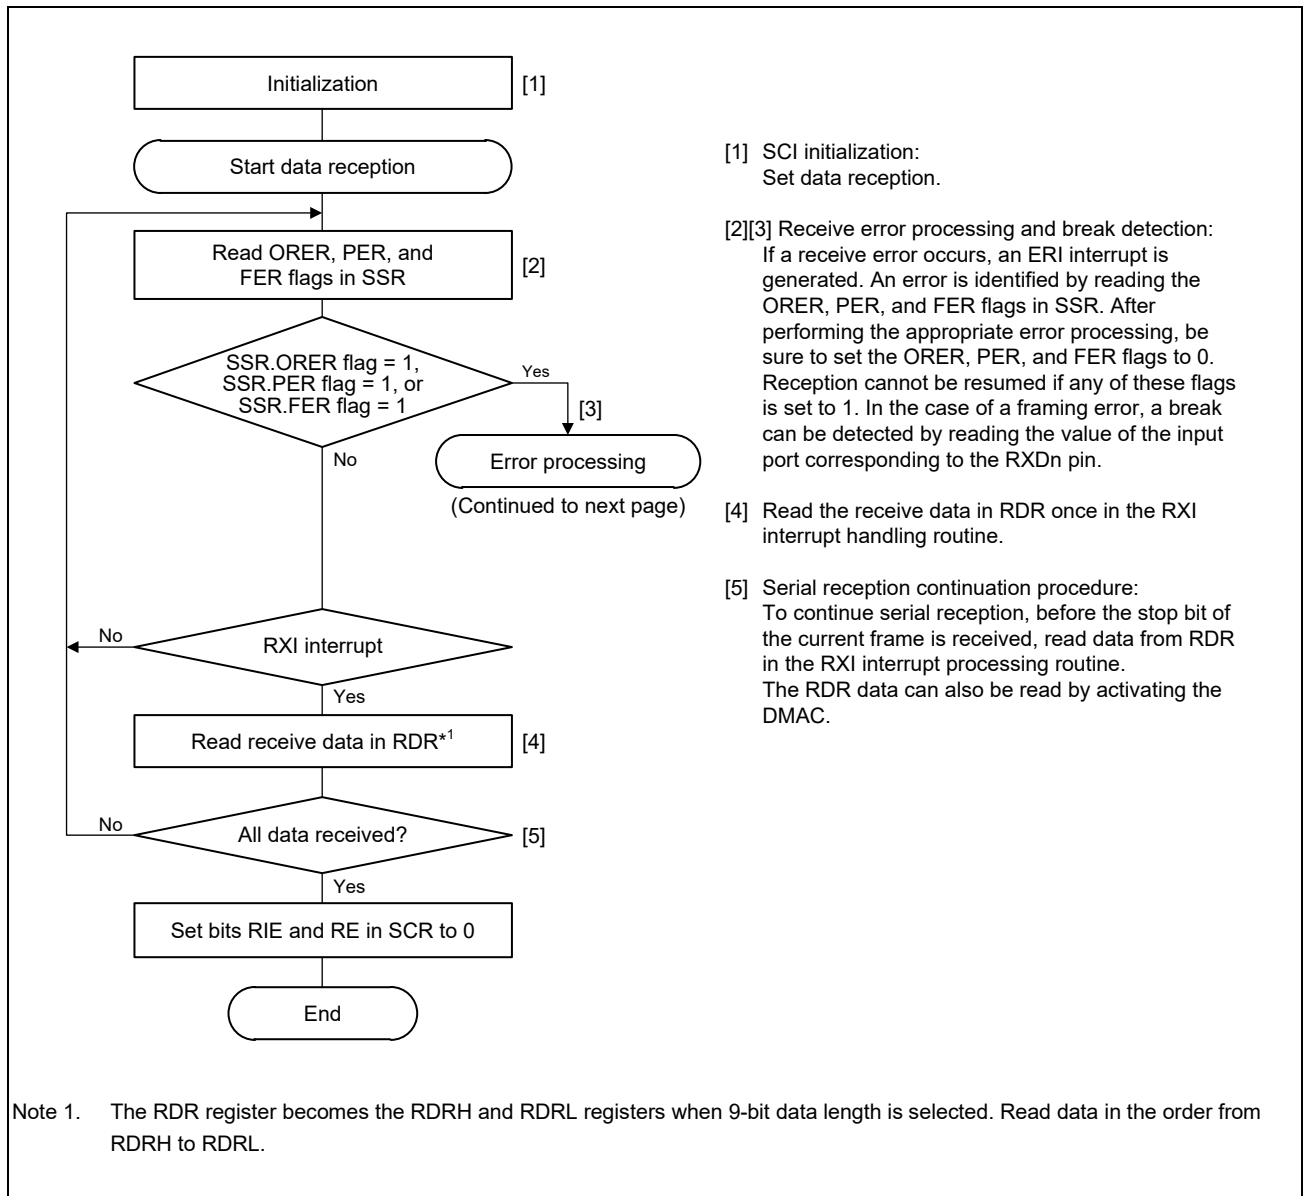 Initialization
[1]
Start data reception
Read ORER, PER, and
FER flags in SSR
[2]
SSR.ORER flag = 1,
SSR.PER flag = 1, or
SSR.FER flag = 1
Yes
[3]
No
Error processing
(Continued to next page)
No
RXI interrupt
Yes
Read receive data in RDR*1
[4]
No
All data received?
[5]
Yes
Set bits RIE and RE in SCR to 0
End
[1] SCI initialization:
Set data reception.
[2][3] Receive error processing and break detection:
If a receive error occurs, an ERI interrupt is
generated. An error is identified by reading the
ORER, PER, and FER flags in SSR. After
performing the appropriate error processing, be
sure to set the ORER, PER, and FER flags to 0.
Reception cannot be resumed if any of these flags
is set to 1. In the case of a framing error, a break
can be detected by reading the value of the input
port corresponding to the RXDn pin.
[4] Read the receive data in RDR once in the RXI
interrupt handling routine.
[5] Serial reception continuation procedure:
To continue serial reception, before the stop bit of
the current frame is received, read data from RDR
in the RXI interrupt processing routine.
The RDR data can also be read by activating the
DMAC.
Note 1. The RDR register becomes the RDRH and RDRL registers when 9-bit data length is selected. Read data in the order from
RDRH to RDRL.